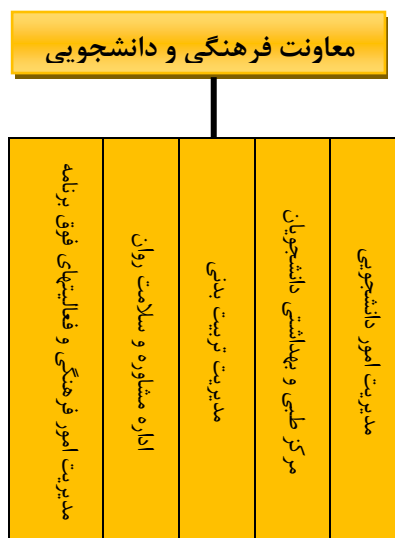 معاونت فرهنگی و دانشجویی
مدیریت امور دانشجویی
مرکز طبی و بهداشتی دانشجویان
مدیریت تربیت بدنی
اداره مشاوره و سلامت روان
مدیریت امور فرهنگی و فعالیتهای فوق برنامه